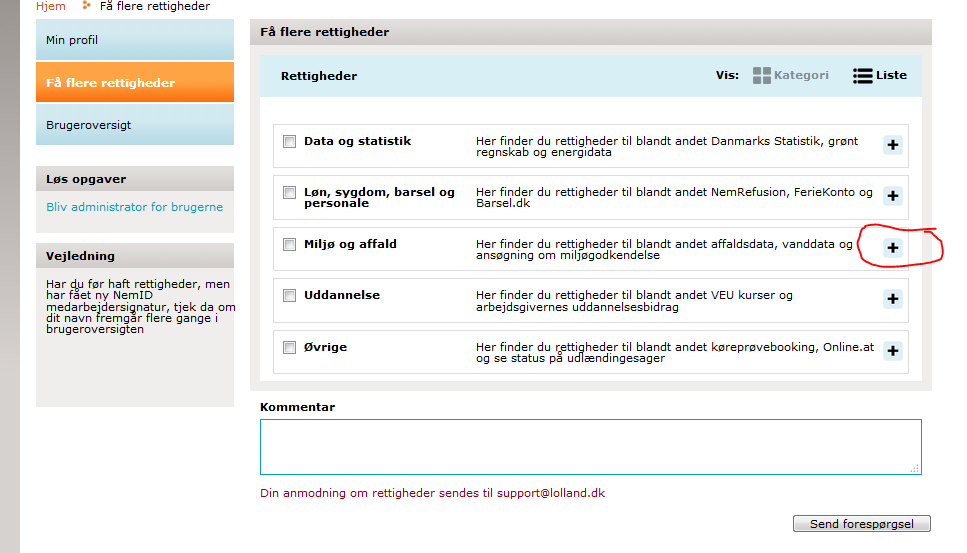 Hjem Få flere rettigheder
Min profil
Få flere rettigheder
Brugeroversigt
Løs opgaver
Bliv administrator for brugerne
Vejledning
Har du før haft rettigheder, men
har fået ny NemID
medarbejdersignatur, tjek da om
dit navn fremgår flere gange i
brugeroversigten
Få flere rettigheder
Rettigheder
Vis: Kategori Liste
Data og statistik
Her finder du rettigheder til blandt andet Danmarks Statistik, grønt
regnskab og energidata
Løn, sygdom, barsel og
personale
Her finder du rettigheder til blandt andet NemRefusion, FerieKonto og
Barsel.dk
Miljø og affald
Her finder du rettigheder til blandt andet affaldsdata, vanddata og
ansøgning om miljøgodkendelse
Uddannelse
Her finder du rettigheder til blandt andet VEU kurser og
arbejdsgivernes uddannelsesbidrag
Øvrige
Her finder du rettigheder til blandt andet køreprøvebooking, Online.at
og se status på udlændingesager
Kommentar
Din anmodning om rettigheder sendes til support@lolland.dk
Send forespørgsel